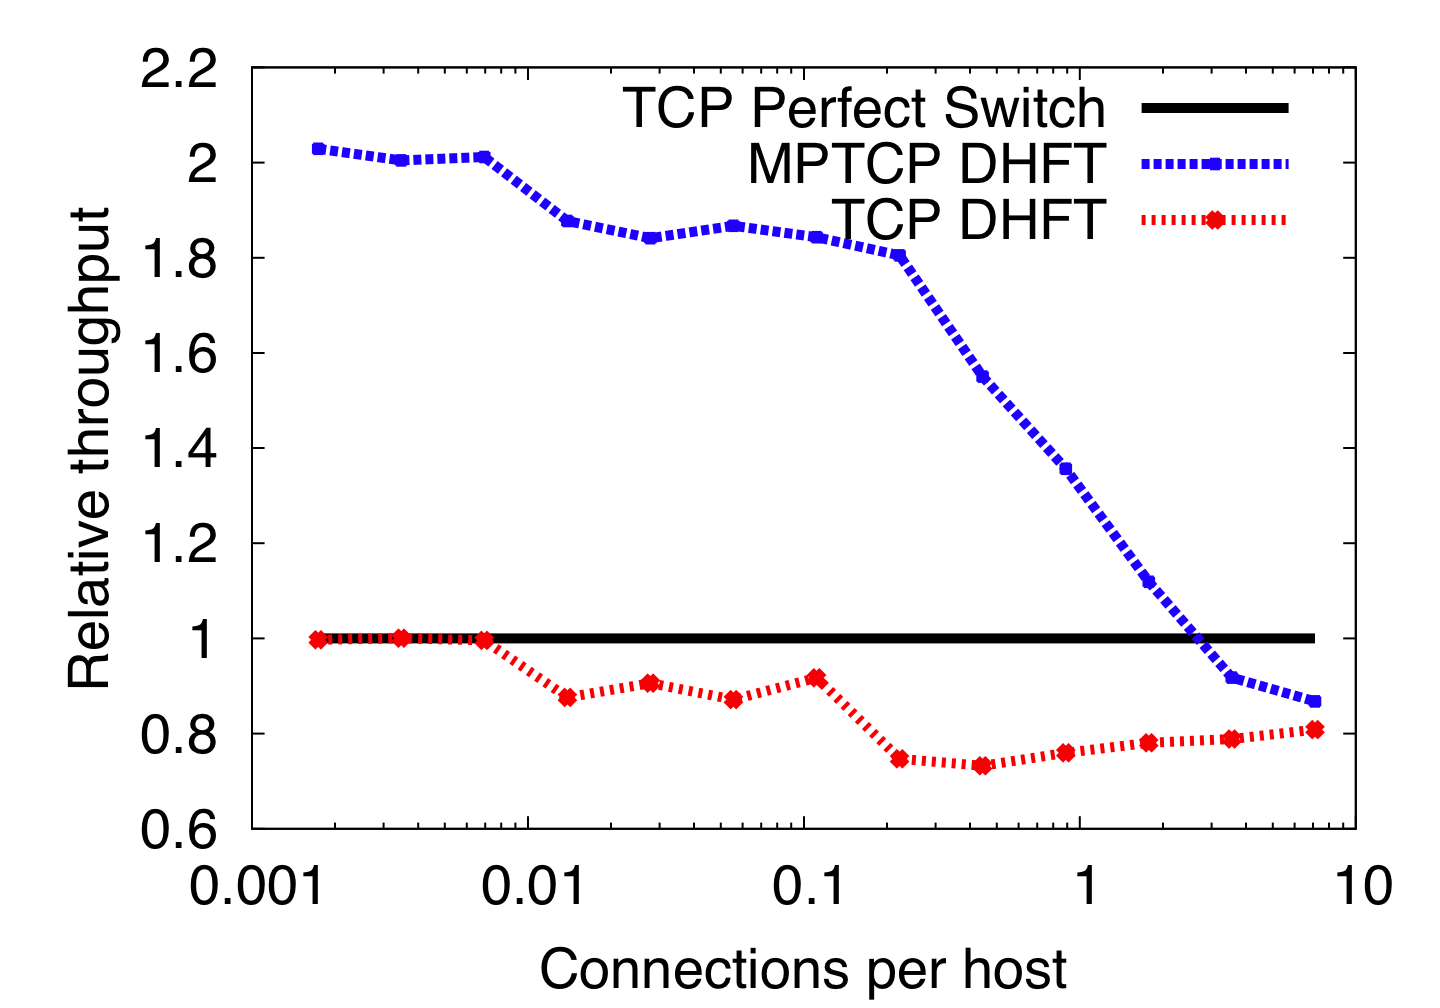 2.2
2
1.8
1.6
1.4
1.2
1
0.8
0.6
Relative throughput
TCP Perfect Switch
MPTCP DHFT
TCP DHFT
0.001 0.01 0.1 1 10
Connections per host